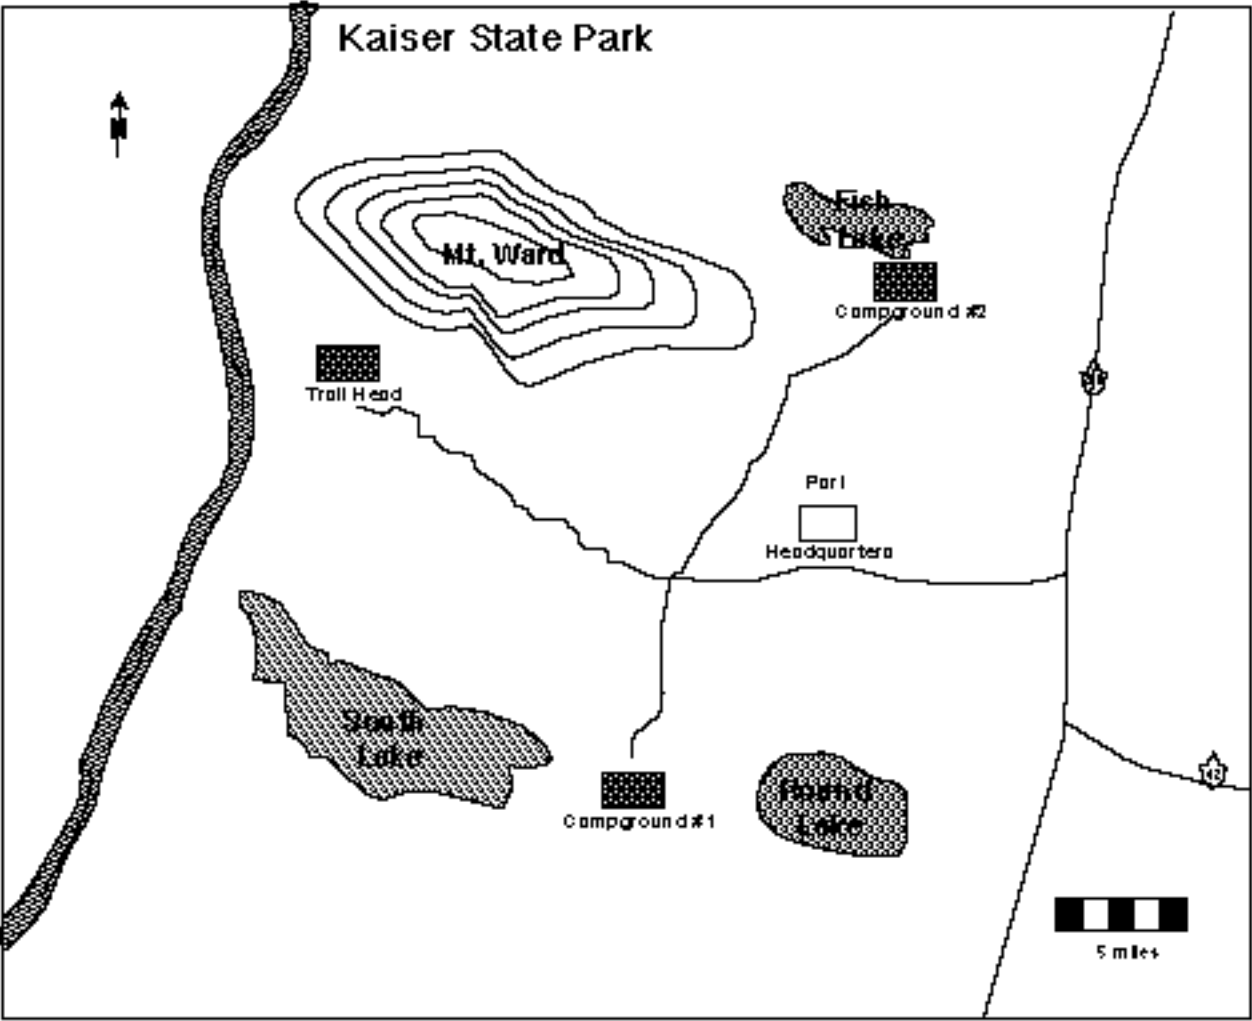 Kaiser State Park
N
Mt. Ward
Fish
Lake
Campground #2
Trail Head
Park
Headquarters
South
Lake
Campground #1
Round
Lake
42
5 miles